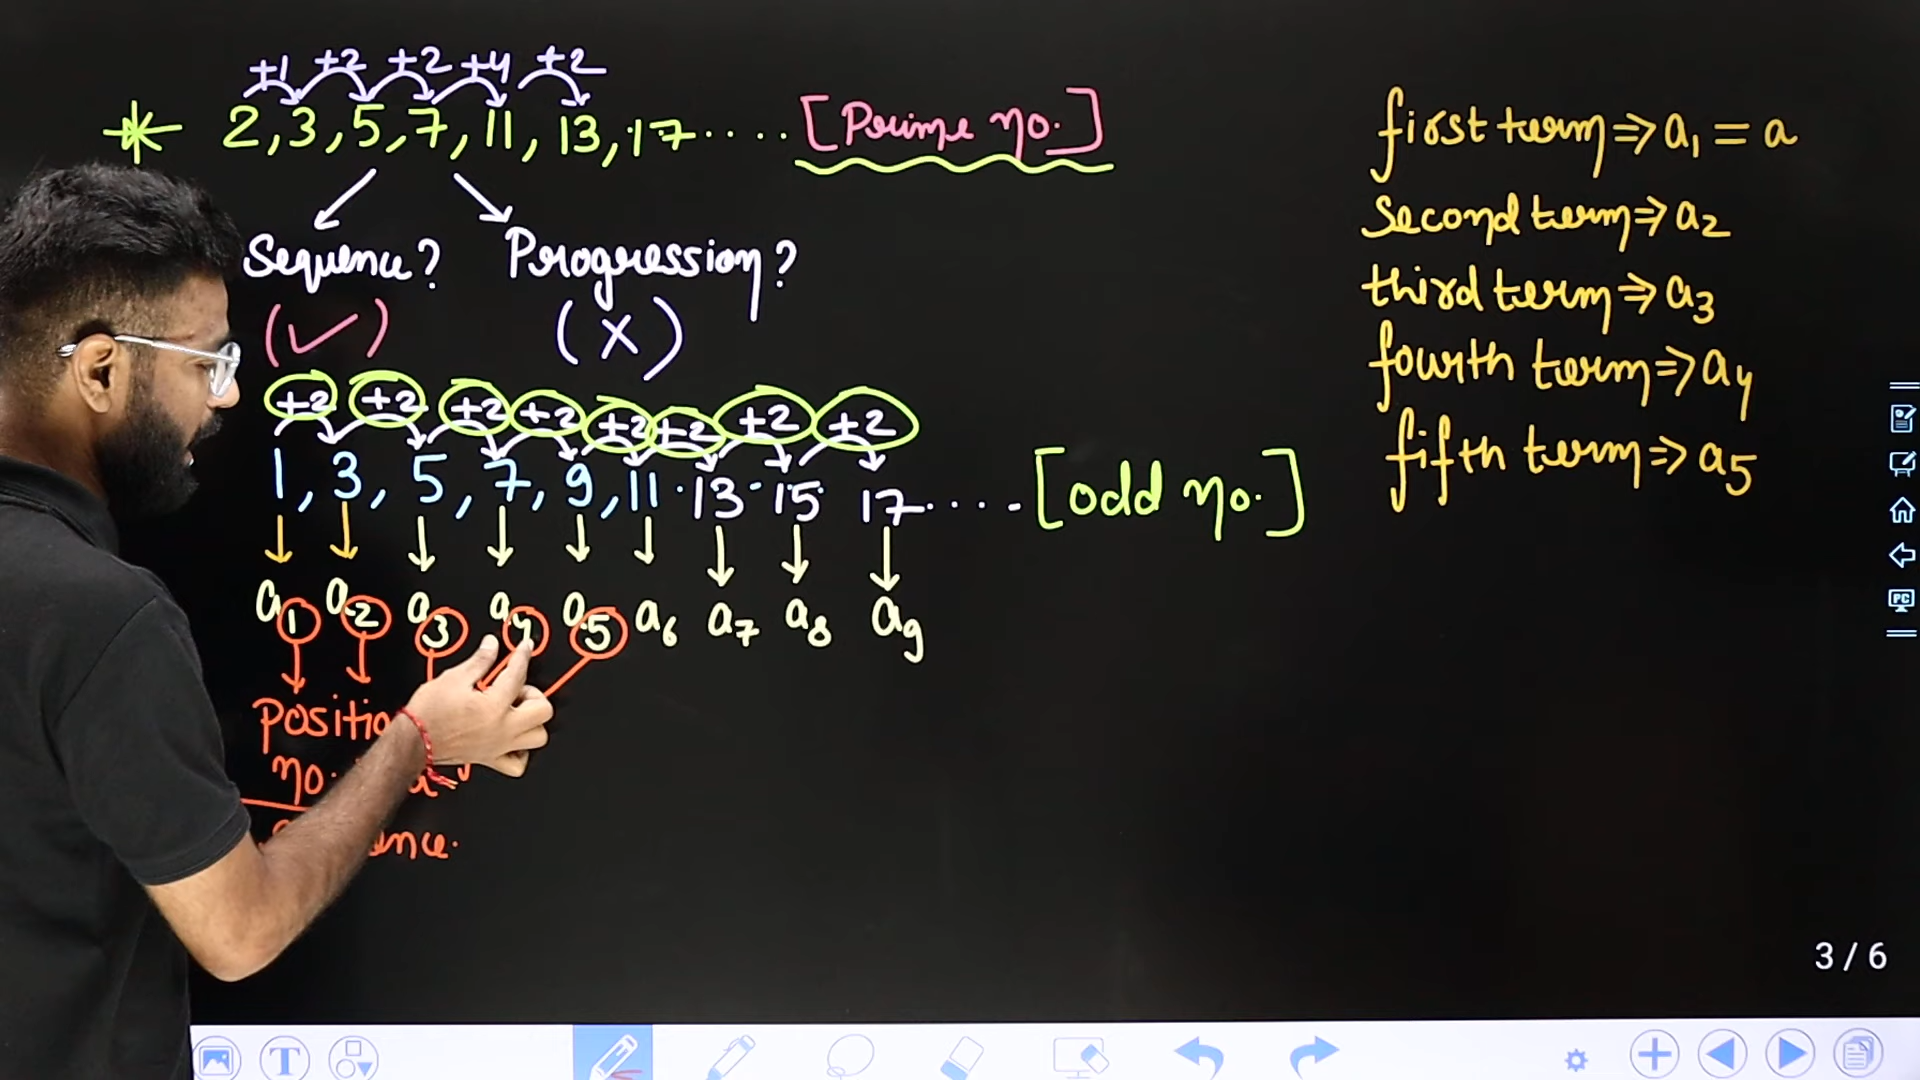 +1 +2 +2 +4 +2
2, 3, 5, 7, 11, 13, 17..... [Prime no.]
Sequence? Progression?
(✓) (X)
+2 +2 +2 +2 +2 +2 +2 +2
1, 3, 5, 7, 9, 11. 13. 15. 17..... [odd no.]
a1 a2 a3 a4 a5 a6 a7 a8 a9
no.
first term ⇒ a1 = a
second term ⇒ a2
third term ⇒ a3
fourth term ⇒ a4
fifth term ⇒ a5
3 / 6
T
PC